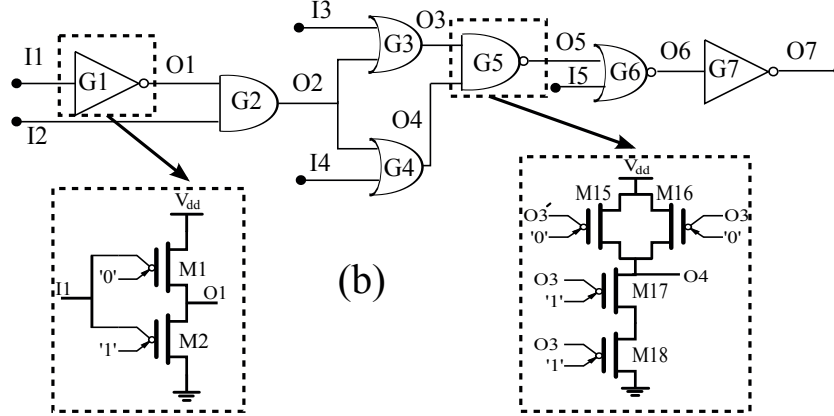 I3
O3
I1
O1
G1
G2
O2
G3
G5
O5
G6
O6
G7
O7
I5
I2
O4
I4
G4
Vdd
'0'
M1
I1
O1
'1'
M2
(b)
Vdd
M15
M16
O3'
O3
'0'
'0'
O3
'1'
M17
O4
O3
'1'
M18